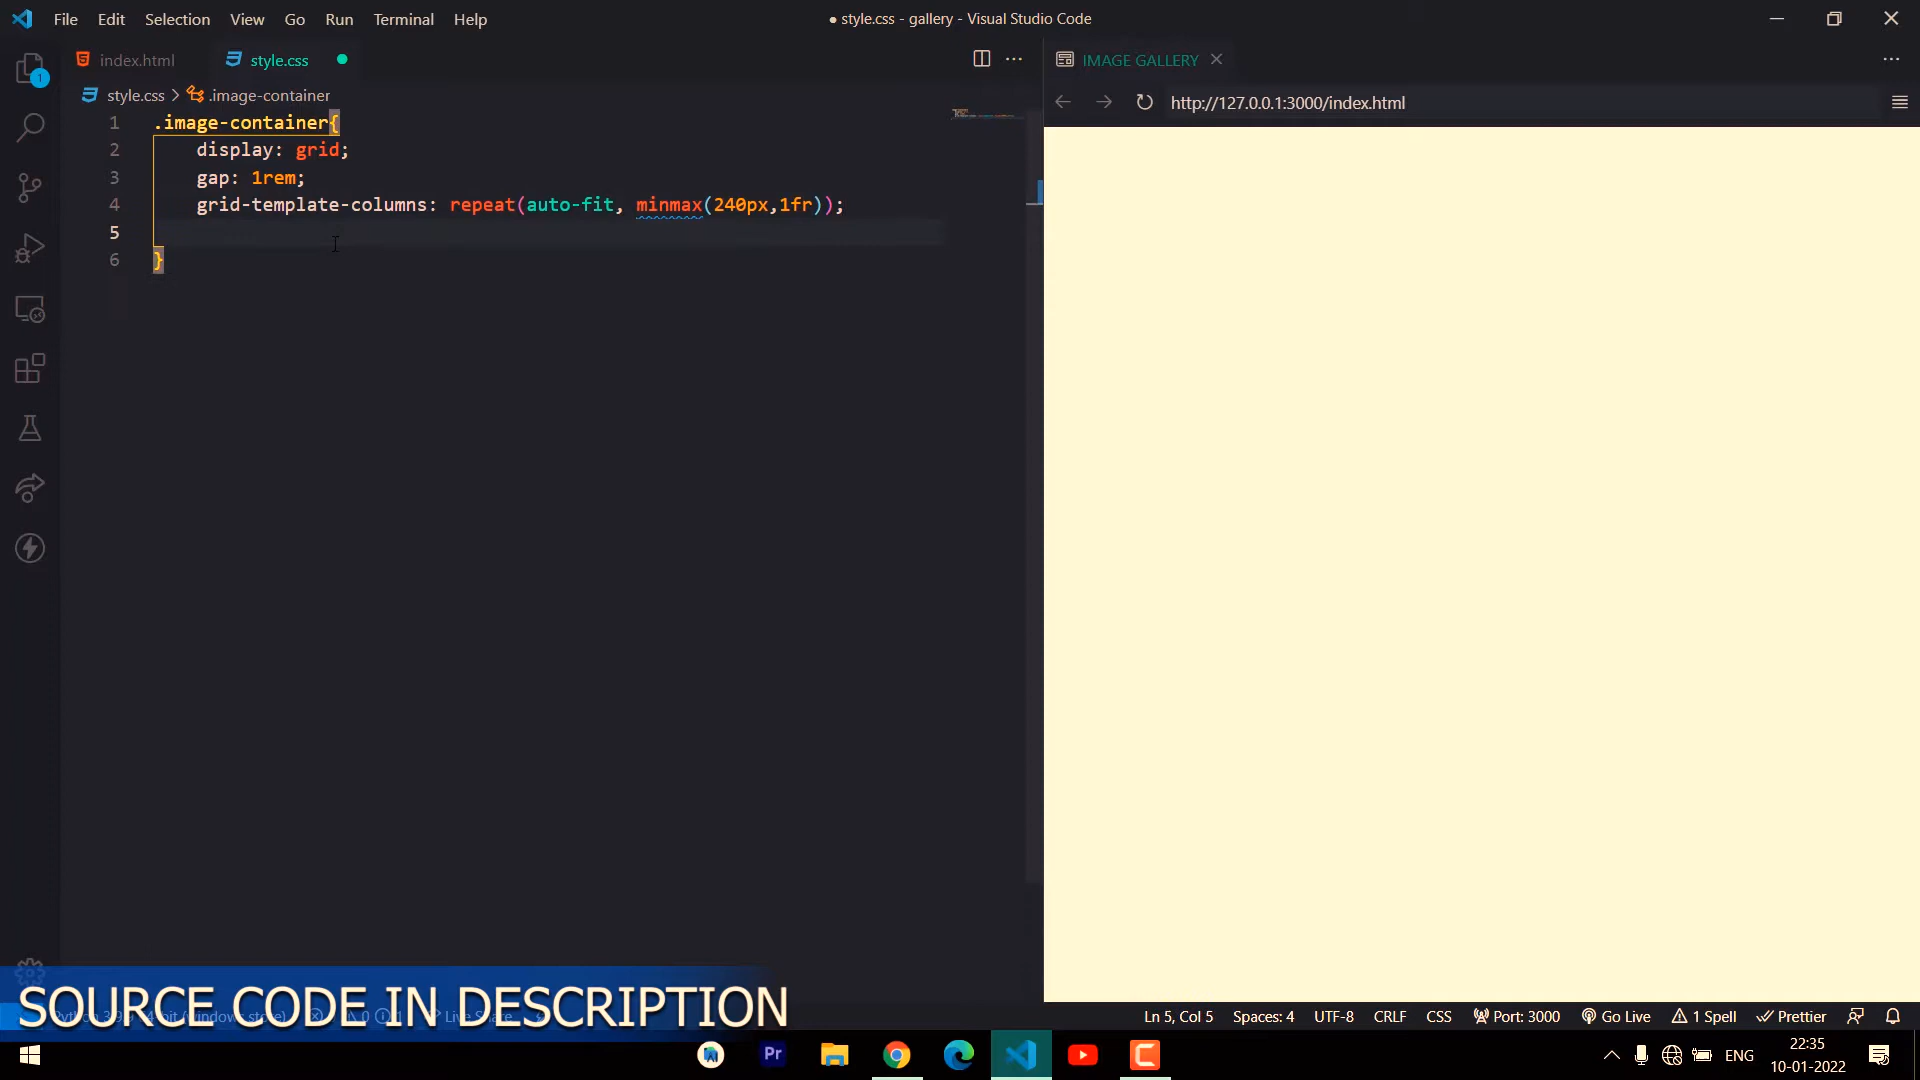 File Edit Selection View Go Run Terminal Help
● style.css - gallery - Visual Studio Code
index.html
style.css
IMAGE GALLERY
style.css > .image-container
http://127.0.0.1:3000/index.html
1 .image-container{
2 display: grid;
3 gap: 1rem;
4 grid-template-columns: repeat(auto-fit, minmax(240px,1fr));
5
6 }
1
SOURCE CODE IN DESCRIPTION
Live Share
Ln 5, Col 5 Spaces: 4 UTF-8 CRLF CSS Port: 3000 Go Live 1 Spell Prettier
Pr
ENG
22:35
10-01-2022